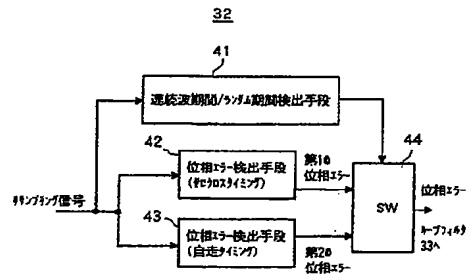 32
41
連続波期間/ランダム期間検出手段
42
位相エラー検出手段
(ゼロクロスタイミング)
第1の
位相エラー
44
SW
リサンプリング信号
43
位相エラー検出手段
(自走タイミング)
第2の
位相エラー
位相エラー
ループフィルタ
33へ